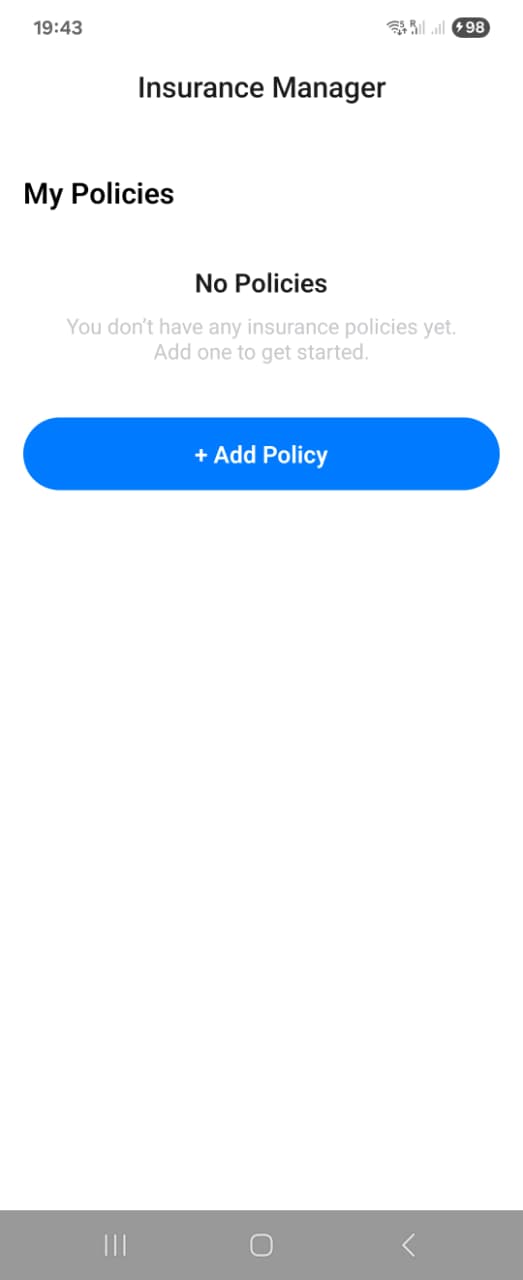 19:43
98
Insurance Manager
My Policies
No Policies
You don't have any insurance policies yet.
Add one to get started.
+ Add Policy